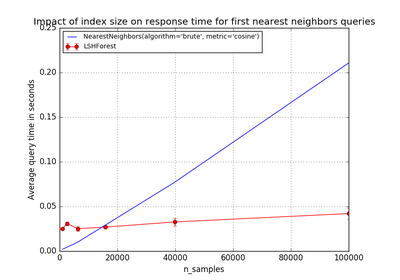 Impact of index size on response time for first nearest neighbors queries
0.25
NearestNeighbors(algorithm='brute', metric='cosine')
LSHForest
0.20
0.15
0.10
0.05
0.00
Average query time in seconds
0 20000 40000 60000 80000 100000
n_samples